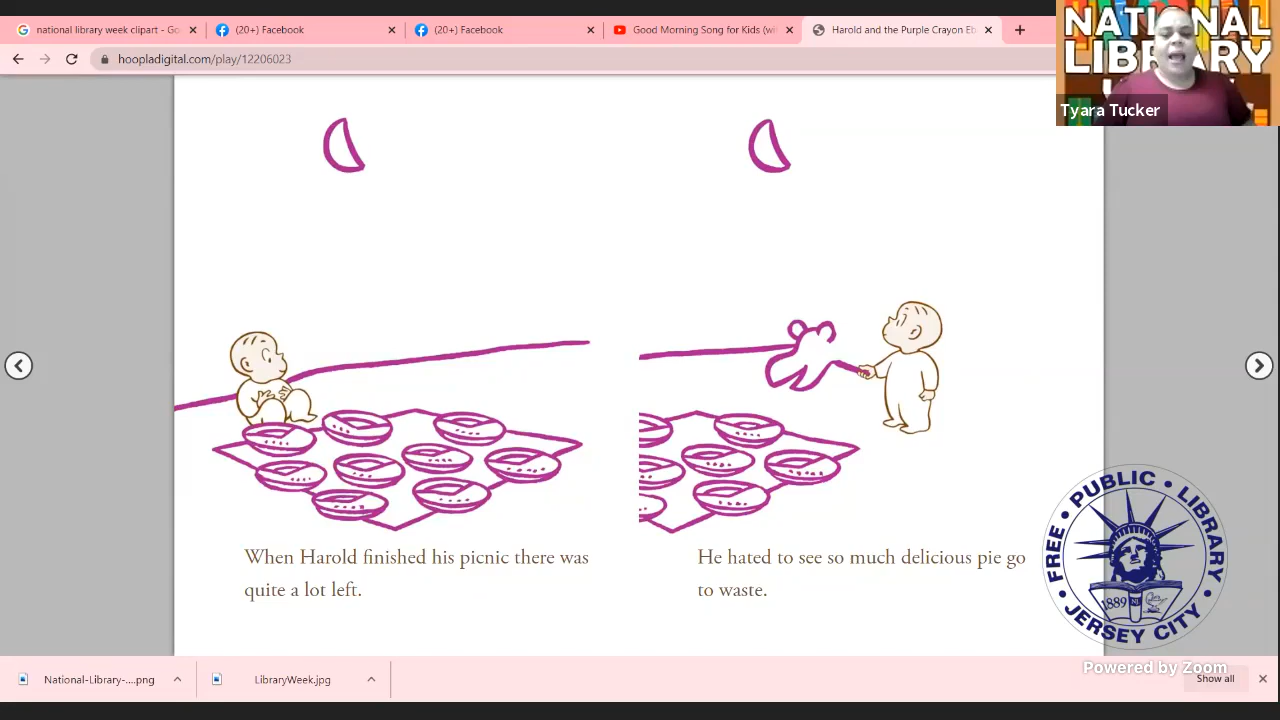 national library week clipart - Go
(20+) Facebook
(20+) Facebook
Good Morning Song for Kids (wi
Harold and the Purple Crayon Eb
hoopladigital.com/play/12206023
NATIONAL
LIBRARY
Tyara Tucker
When Harold finished his picnic there was
quite a lot left.
He hated to see so much delicious pie go
to waste.
FREE • PUBLIC • LIBRARY
1889 NJ
• JERSEY CITY •
Powered by Zoom
National-Library-....png
LibraryWeek.jpg
Show all